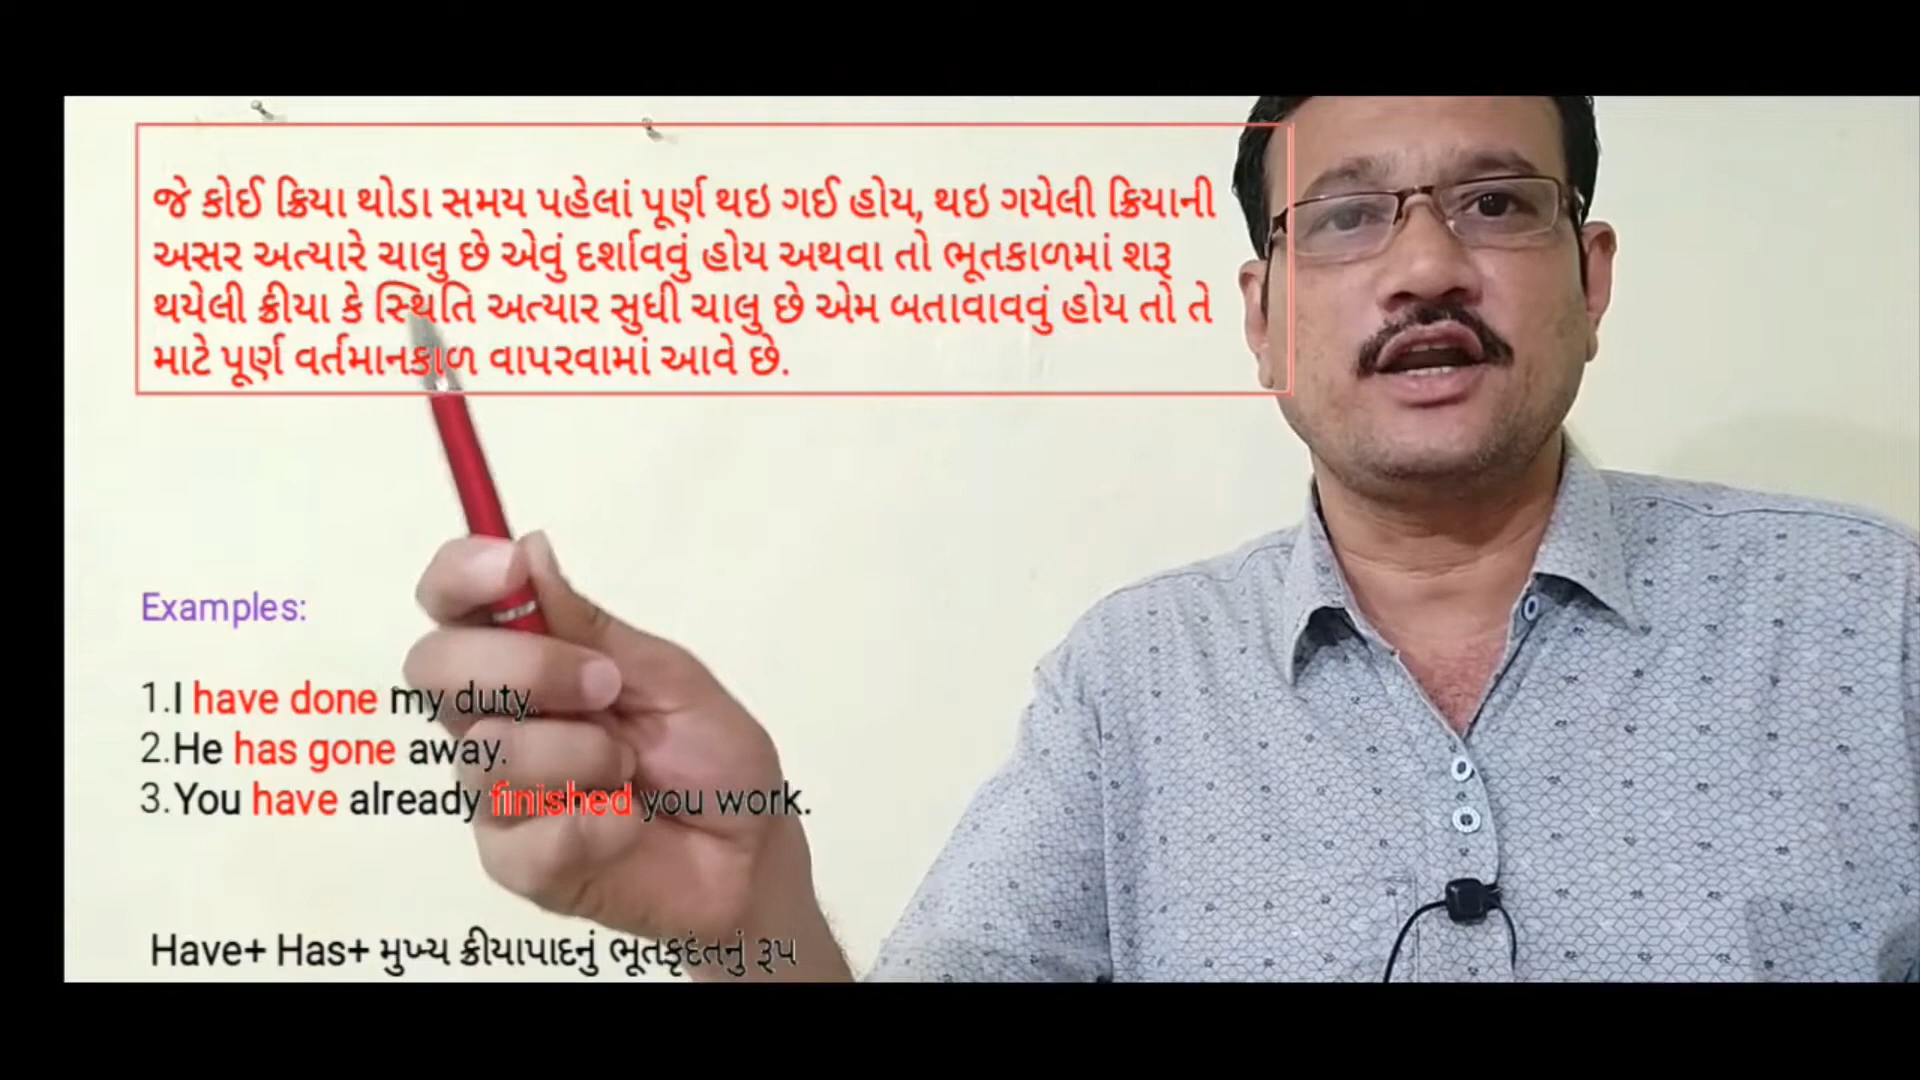 જે કોઈ ક્રિયા થોડા સમય પહેલાં પૂર્ણ થઇ ગઈ હોય, થઇ ગયેલી ક્રિયાની
અસર અત્યારે ચાલુ છે એવું દર્શાવવું હોય અથવા તો ભૂતકાળમાં શરૂ
થયેલી ક્રીયા કે સ્થિતિ અત્યાર સુધી ચાલુ છે એમ બતાવાવવું હોય તો તે
માટે પૂર્ણ વર્તમાનકાળ વાપરવામાં આવે છે.
Examples:
1.I have done my duty.
2.He has gone away.
3.You have already finished you work.
Have+ Has+ મુખ્ય ક્રીયાપાદનું ભૂતકૃદંતનું રૂપ